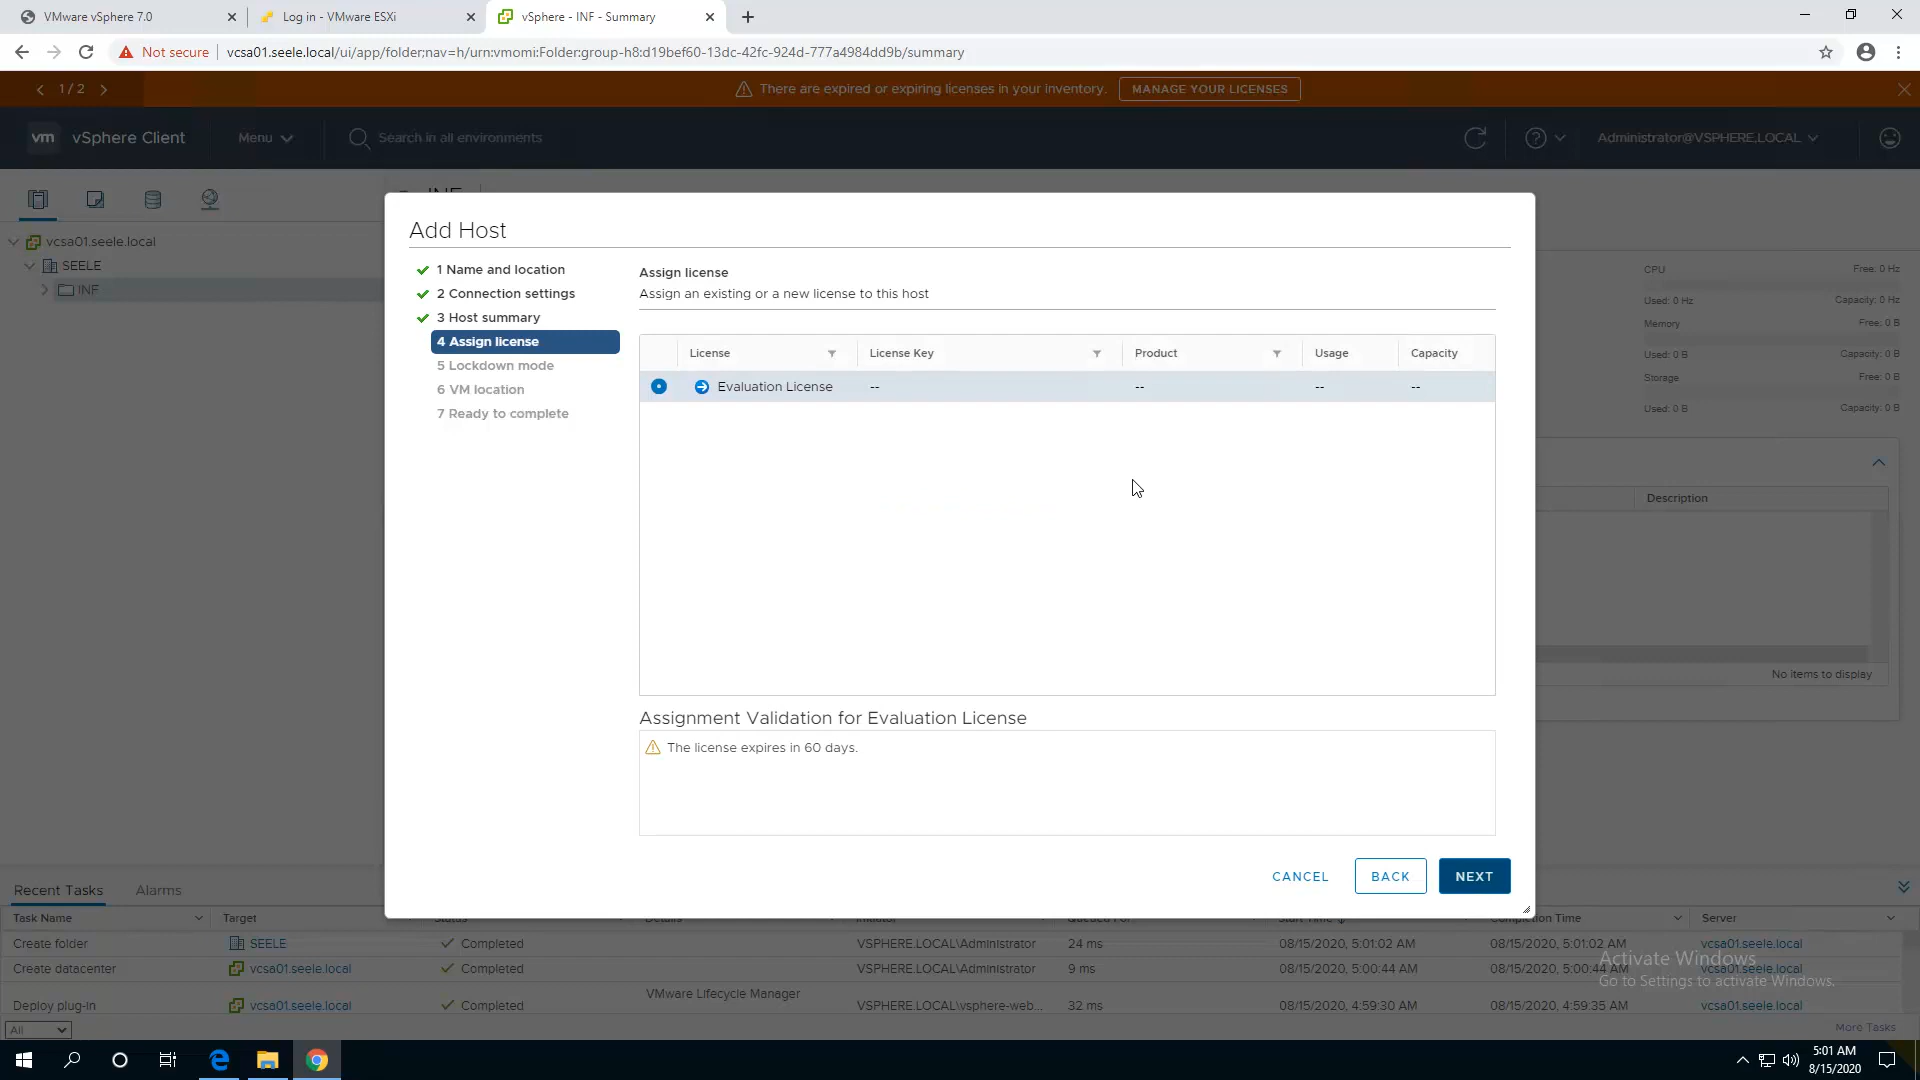 VMware vSphere 7.0
Log in - VMware ESXi
vSphere - INF - Summary
Not secure
vcsa01.seele.local/ui/app/folder;nav=h/urn:vmomi:Folder:group-h8:d19bef60-13dc-42fc-924d-777a4984dd9b/summary
1 / 2
There are expired or expiring licenses in your inventory.
MANAGE YOUR LICENSES
vm
vSphere Client
Menu
Search in all environments
Administrator@VSPHERE.LOCAL
vcsa01.seele.local
SEELE
INF
CPU
Free: 0 Hz
Used: 0 Hz
Capacity: 0 Hz
Memory
Free: 0 B
Used: 0 B
Capacity: 0 B
Storage
Free: 0 B
Used: 0 B
Capacity: 0 B
Description
No items to display
Add Host
1 Name and location
2 Connection settings
3 Host summary
4 Assign license
5 Lockdown mode
6 VM location
7 Ready to complete
Assign license
Assign an existing or a new license to this host
License
License Key
Product
Usage
Capacity
Evaluation License
--
--
--
--
Assignment Validation for Evaluation License
The license expires in 60 days.
CANCEL
BACK
NEXT
Recent Tasks
Alarms
Task Name
Target
Server
Create folder
SEELE
Completed
VSPHERE.LOCAL\Administrator
24 ms
08/15/2020, 5:01:02 AM
08/15/2020, 5:01:02 AM
vcsa01.seele.local
Create datacenter
vcsa01.seele.local
Completed
VSPHERE.LOCAL\Administrator
9 ms
08/15/2020, 5:00:44 AM
08/15/2020, 5:00:44 AM
vcsa01.seele.local
Deploy plug-in
vcsa01.seele.local
Completed
VMware Lifecycle Manager
VSPHERE.LOCAL\vsphere-web...
32 ms
08/15/2020, 4:59:30 AM
08/15/2020, 4:59:35 AM
vcsa01.seele.local
Activate Windows
Go to Settings to activate Windows.
All
More Tasks
5:01 AM
8/15/2020